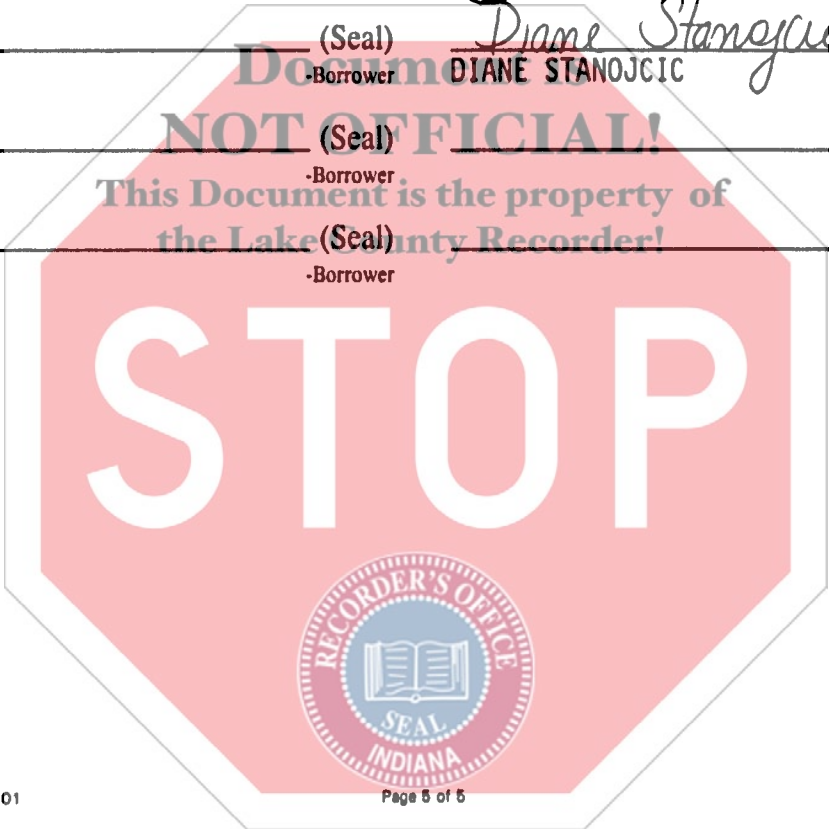 (Seal) Diane Stanojcic
-Borrower DIANE STANOJCIC
Document is
NOT OFFICIAL!
(Seal)
-Borrower
This Document is the property of
the Lake County Recorder!
(Seal)
-Borrower
STOP
RECORDER'S OFFICE
SEAL
INDIANA
01 Page 5 of 5